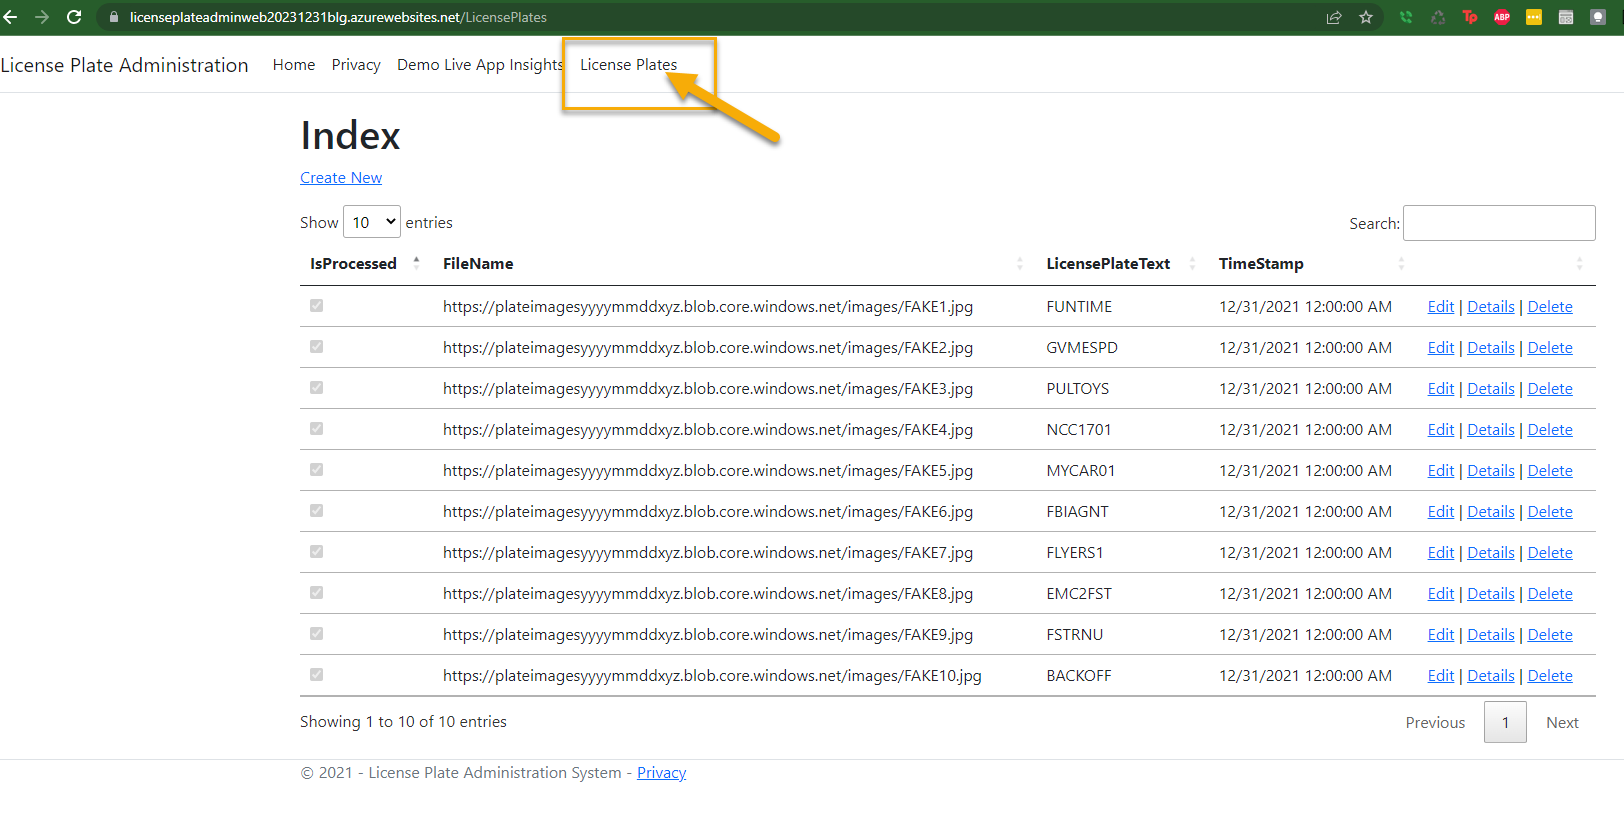 licenseplateadminweb20231231blg.azurewebsites.net/LicensePlates
Tp ABP
License Plate Administration Home Privacy Demo Live App Insights License Plates
Index
Create New
Show 10 entries Search:
IsProcessed FileName LicensePlateText TimeStamp
https://plateimagesyyyymmddxyz.blob.core.windows.net/images/FAKE1.jpg FUNTIME 12/31/2021 12:00:00 AM Edit | Details | Delete
https://plateimagesyyyymmddxyz.blob.core.windows.net/images/FAKE2.jpg GVMESPD 12/31/2021 12:00:00 AM Edit | Details | Delete
https://plateimagesyyyymmddxyz.blob.core.windows.net/images/FAKE3.jpg PULTOYS 12/31/2021 12:00:00 AM Edit | Details | Delete
https://plateimagesyyyymmddxyz.blob.core.windows.net/images/FAKE4.jpg NCC1701 12/31/2021 12:00:00 AM Edit | Details | Delete
https://plateimagesyyyymmddxyz.blob.core.windows.net/images/FAKE5.jpg MYCAR01 12/31/2021 12:00:00 AM Edit | Details | Delete
https://plateimagesyyyymmddxyz.blob.core.windows.net/images/FAKE6.jpg FBIAGNT 12/31/2021 12:00:00 AM Edit | Details | Delete
https://plateimagesyyyymmddxyz.blob.core.windows.net/images/FAKE7.jpg FLYERS1 12/31/2021 12:00:00 AM Edit | Details | Delete
https://plateimagesyyyymmddxyz.blob.core.windows.net/images/FAKE8.jpg EMC2FST 12/31/2021 12:00:00 AM Edit | Details | Delete
https://plateimagesyyyymmddxyz.blob.core.windows.net/images/FAKE9.jpg FSTRNU 12/31/2021 12:00:00 AM Edit | Details | Delete
https://plateimagesyyyymmddxyz.blob.core.windows.net/images/FAKE10.jpg BACKOFF 12/31/2021 12:00:00 AM Edit | Details | Delete
Showing 1 to 10 of 10 entries Previous 1 Next
© 2021 - License Plate Administration System - Privacy